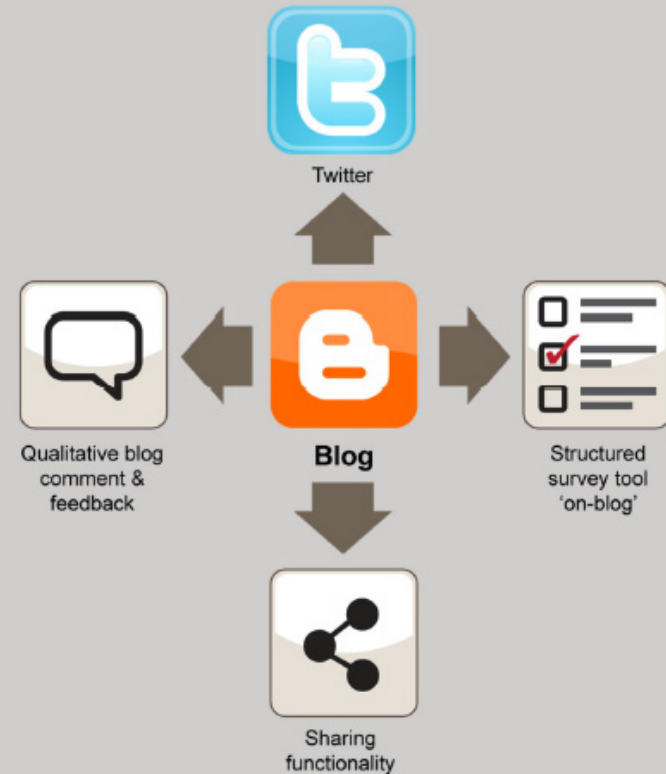 Twitter
Qualitative blog
comment &
feedback
Blog
Structured
survey tool
'on-blog'
Sharing
functionality